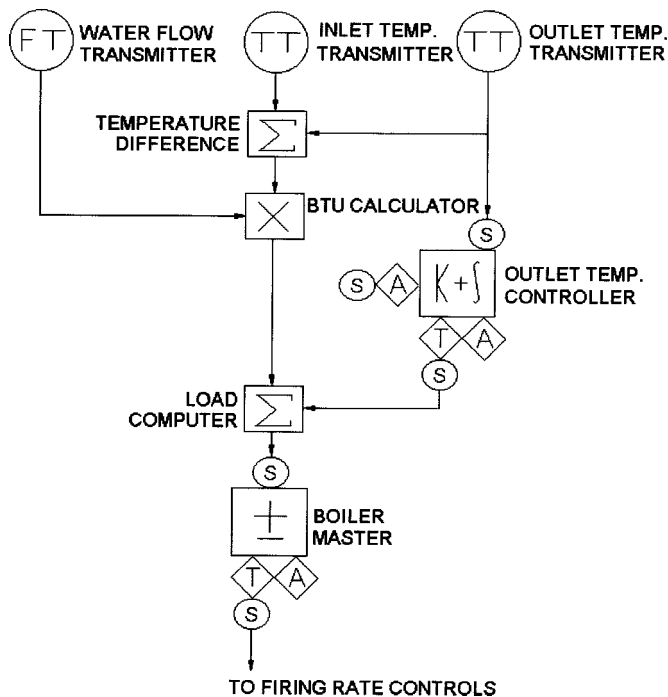 FT WATER FLOW TRANSMITTER
TT INLET TEMP. TRANSMITTER
TT OUTLET TEMP. TRANSMITTER
TEMPERATURE DIFFERENCE
Σ
× BTU CALCULATOR
S
S A K+∫ OUTLET TEMP. CONTROLLER
T A
S
LOAD COMPUTER
Σ
S
± BOILER MASTER
T A
S
TO FIRING RATE CONTROLS